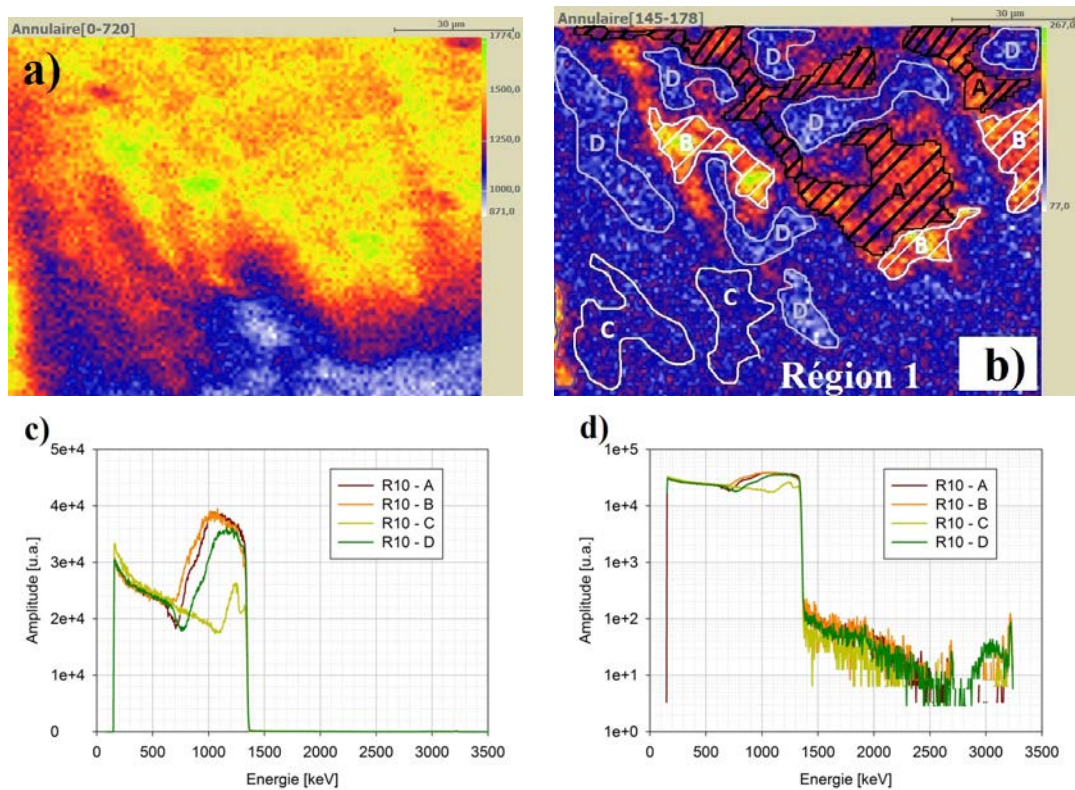 Annulaire[0-720]
30 µm
a)
1774,0
1500,0
1250,0
1000,0
871,0
Annulaire[145-178]
30 µm
267,0
77,0
D
D
D
D
D
D
D
A
A
B
B
B
C
C
Région 1
b)
c)
5e+4
4e+4
3e+4
2e+4
1e+4
0
Amplitude [u.a.]
R10 - A
R10 - B
R10 - C
R10 - D
0 500 1000 1500 2000 2500 3000 3500
Energie [keV]
d)
1e+5
1e+4
1e+3
1e+2
1e+1
1e+0
Amplitude [u.a.]
R10 - A
R10 - B
R10 - C
R10 - D
0 500 1000 1500 2000 2500 3000 3500
Energie [keV]